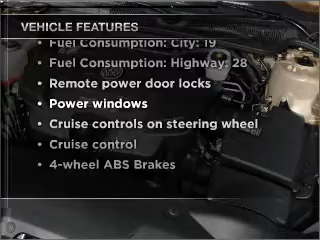 VEHICLE FEATURES
• Fuel Consumption: City: 19
• Fuel Consumption: Highway: 28
• Remote power door locks
• Power windows
• Cruise controls on steering wheel
• Cruise control
• 4-wheel ABS Brakes